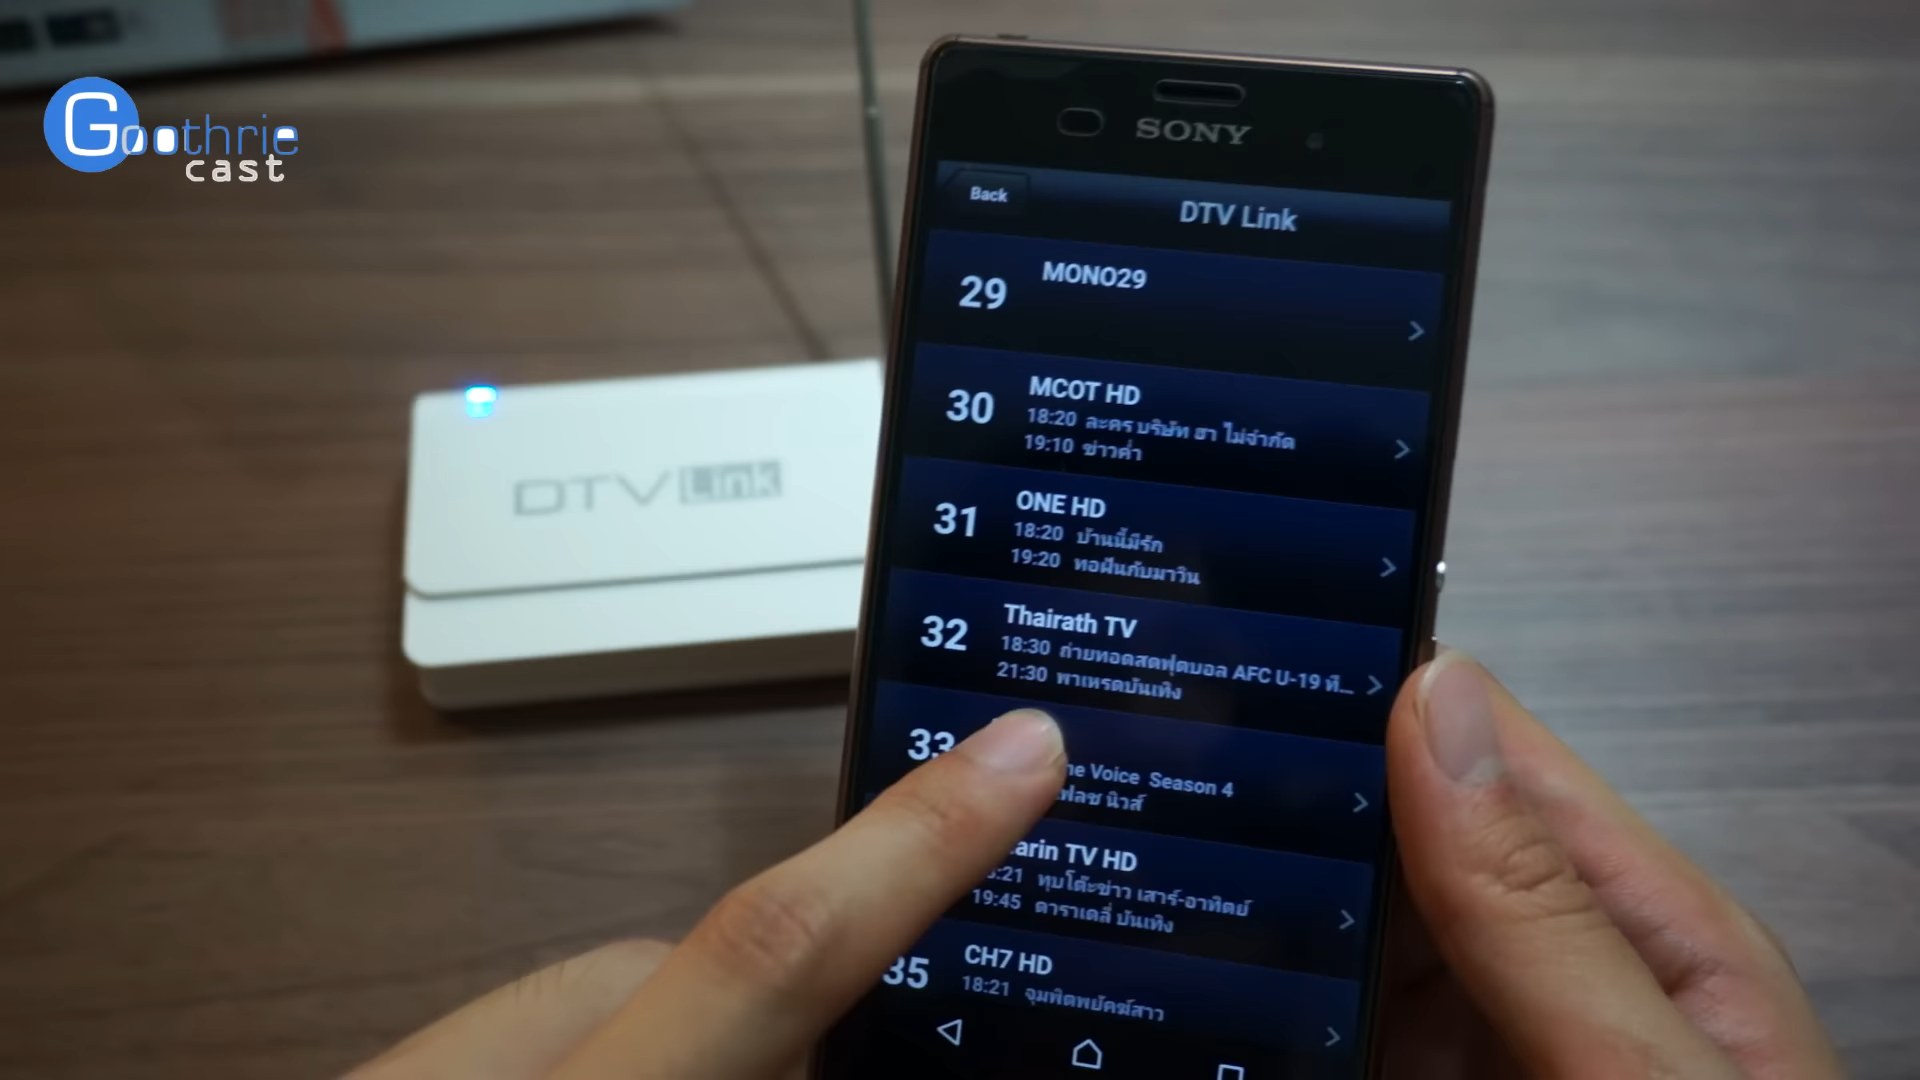 Goothrie
cast
SONY
Back
DTV Link
29
MONO29
30
MCOT HD
18:20 ละคร บริษัท ฮา ไม่จำกัด
19:10 ข่าวค่ำ
31
ONE HD
18:20 บ้านนี้มีรัก
19:20 ทอฝันกับมาวิน
32
Thairath TV
18:30 ถ่ายทอดสดฟุตบอล AFC U-19 ที...
21:30 พาเหรดบันเทิง
33
Voice Season 4
นิวส์
TV HD
ทุบโต๊ะข่าว เสาร์-อาทิตย์
19:45 ดาราเดลี่ บันเทิง
35
CH7 HD
18:21 จุมพิตพยัคฆ์สาว
DTV Link